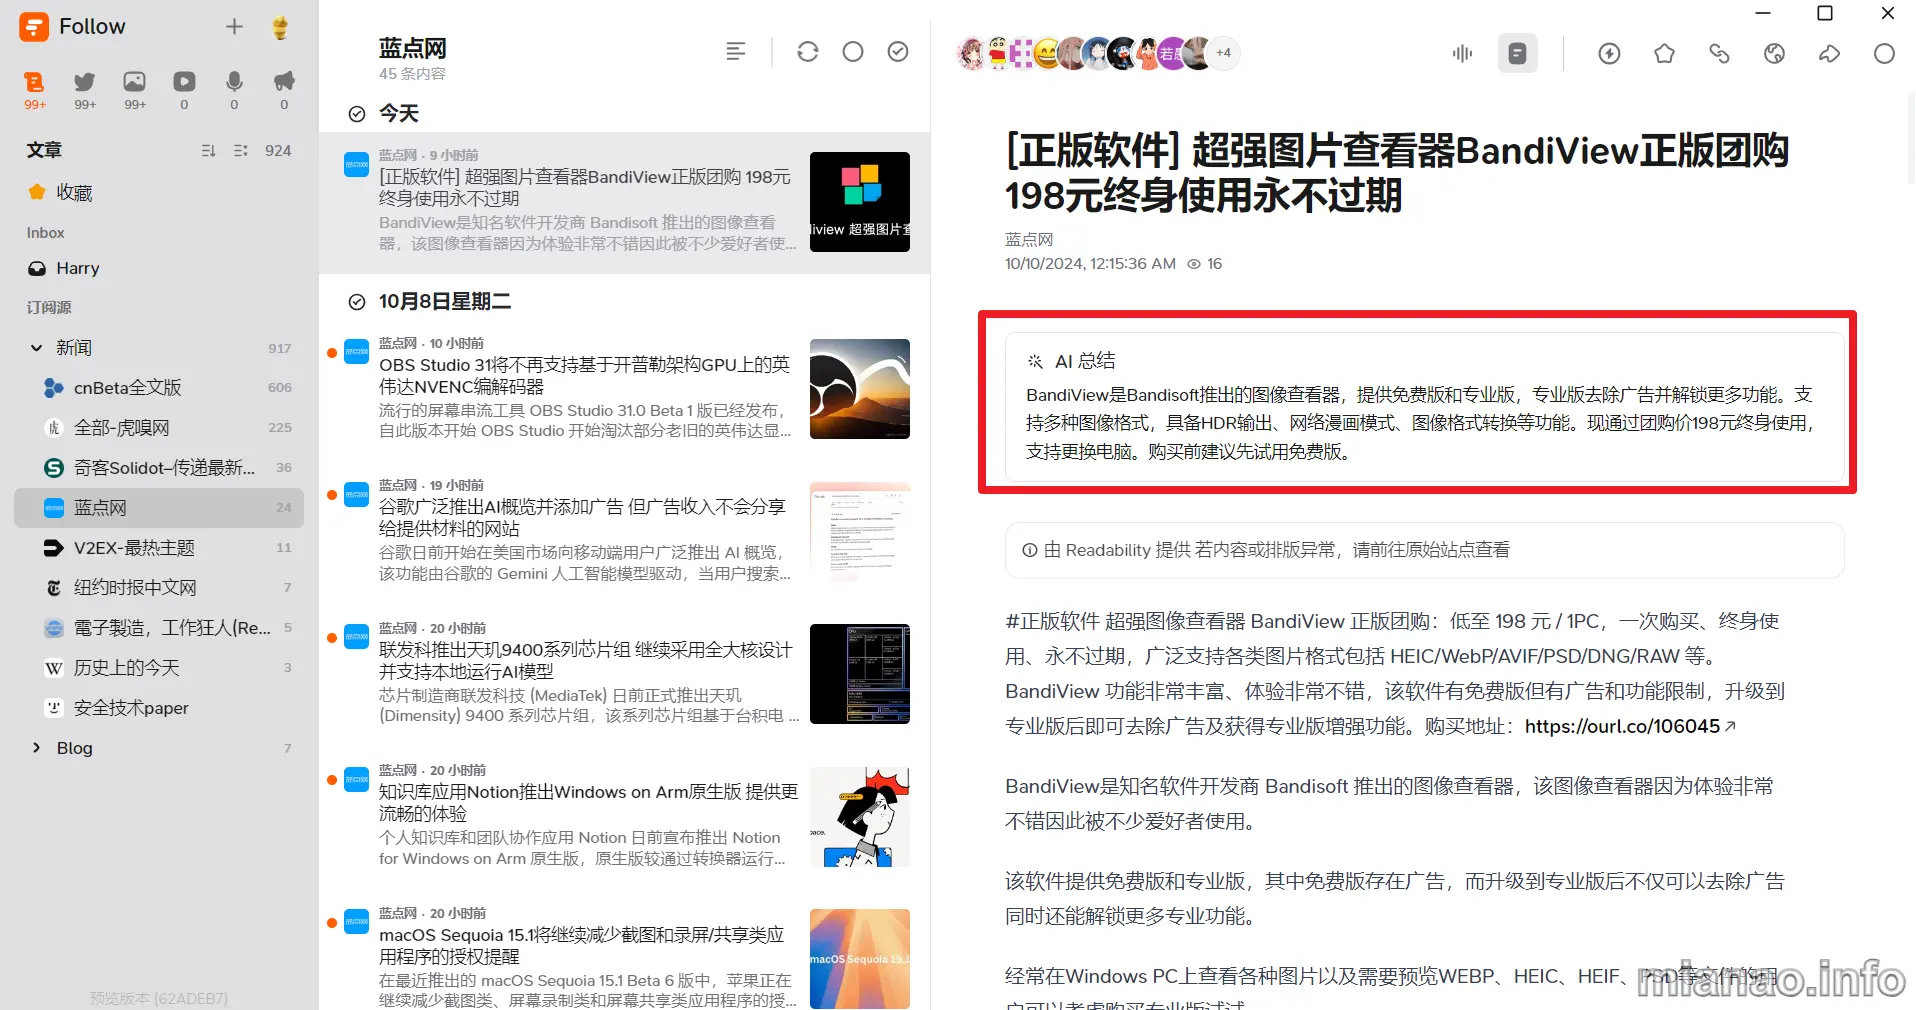 Follow
99+
99+
99+
0
0
0
文章
924
收藏
Inbox
Harry
订阅源
新闻 917
cnBeta全文版 606
全部-虎嗅网 225
奇客Solidot–传递最新... 36
蓝点网 24
V2EX-最热主题 11
纽约时报中文网 7
電子製造，工作狂人(Re... 5
历史上的今天 3
安全技术paper
Blog 7
预览版本 (62ADEB7)
蓝点网
45 条内容
今天
蓝点网 · 9 小时前
[正版软件] 超强图片查看器BandiView正版团购 198元
终身使用永不过期
BandiView是知名软件开发商 Bandisoft 推出的图像查看
器，该图像查看器因为体验非常不错因此被不少爱好者使...
iview 超强图片查
10月8日星期二
蓝点网 · 10 小时前
OBS Studio 31将不再支持基于开普勒架构GPU上的英
伟达NVENC编解码器
流行的屏幕串流工具 OBS Studio 31.0 Beta 1 版已经发布，
自此版本开始 OBS Studio 开始淘汰部分老旧的英伟达显...
蓝点网 · 19 小时前
谷歌广泛推出AI概览并添加广告 但广告收入不会分享
给提供材料的网站
谷歌日前开始在美国市场向移动端用户广泛推出 AI 概览，
该功能由谷歌的 Gemini 人工智能模型驱动，当用户搜索...
蓝点网 · 20 小时前
联发科推出天玑9400系列芯片组 继续采用全大核设计
并支持本地运行AI模型
芯片制造商联发科技 (MediaTek) 日前正式推出天玑
(Dimensity) 9400 系列芯片组，该系列芯片组基于台积电 ...
蓝点网 · 20 小时前
知识库应用Notion推出Windows on Arm原生版 提供更
流畅的体验
个人知识库和团队协作应用 Notion 日前宣布推出 Notion
for Windows on Arm 原生版，原生版较通过转换器运行...
蓝点网 · 20 小时前
macOS Sequoia 15.1将继续减少截图和录屏/共享类应
用程序的授权提醒
在最近推出的 macOS Sequoia 15.1 Beta 6 版中，苹果正在
继续减少截图类、屏幕录制类和屏幕共享类应用程序的授...
macOS Sequoia 15.1
若愚
+4
[正版软件] 超强图片查看器BandiView正版团购
198元终身使用永不过期
蓝点网
10/10/2024, 12:15:36 AM 16
AI 总结
BandiView是Bandisoft推出的图像查看器，提供免费版和专业版，专业版去除广告并解锁更多功能。支
持多种图像格式，具备HDR输出、网络漫画模式、图像格式转换等功能。现通过团购价198元终身使用，
支持更换电脑。购买前建议先试用免费版。
由 Readability 提供 若内容或排版异常，请前往原始站点查看
#正版软件 超强图像查看器 BandiView 正版团购：低至 198 元 / 1PC，一次购买、终身使
用、永不过期，广泛支持各类图片格式包括 HEIC/WebP/AVIF/PSD/DNG/RAW 等。
BandiView 功能非常丰富、体验非常不错，该软件有免费版但有广告和功能限制，升级到
专业版后即可去除广告及获得专业版增强功能。购买地址：https://ourl.co/106045
BandiView是知名软件开发商 Bandisoft 推出的图像查看器，该图像查看器因为体验非常
不错因此被不少爱好者使用。
该软件提供免费版和专业版，其中免费版存在广告，而升级到专业版后不仅可以去除广告
同时还能解锁更多专业功能。
经常在Windows PC上查看各种图片以及需要预览WEBP、HEIC、HEIF、PSD等文件的用
户可以考虑购买专业版试试
mianao.info